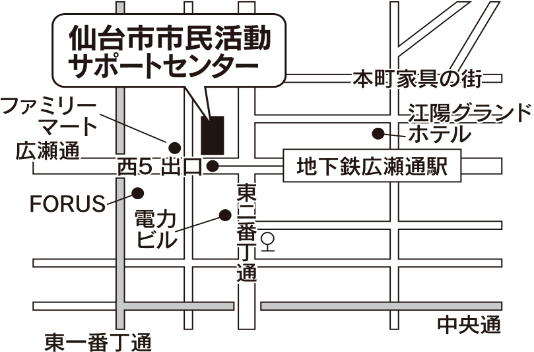 仙台市市民活動
サポートセンター
本町家具の街
ファミリー
マート
江陽グランド
ホテル
広瀬通
西5 出口
地下鉄広瀬通駅
FORUS
電力
ビル
東二番丁通
中央通
東一番丁通